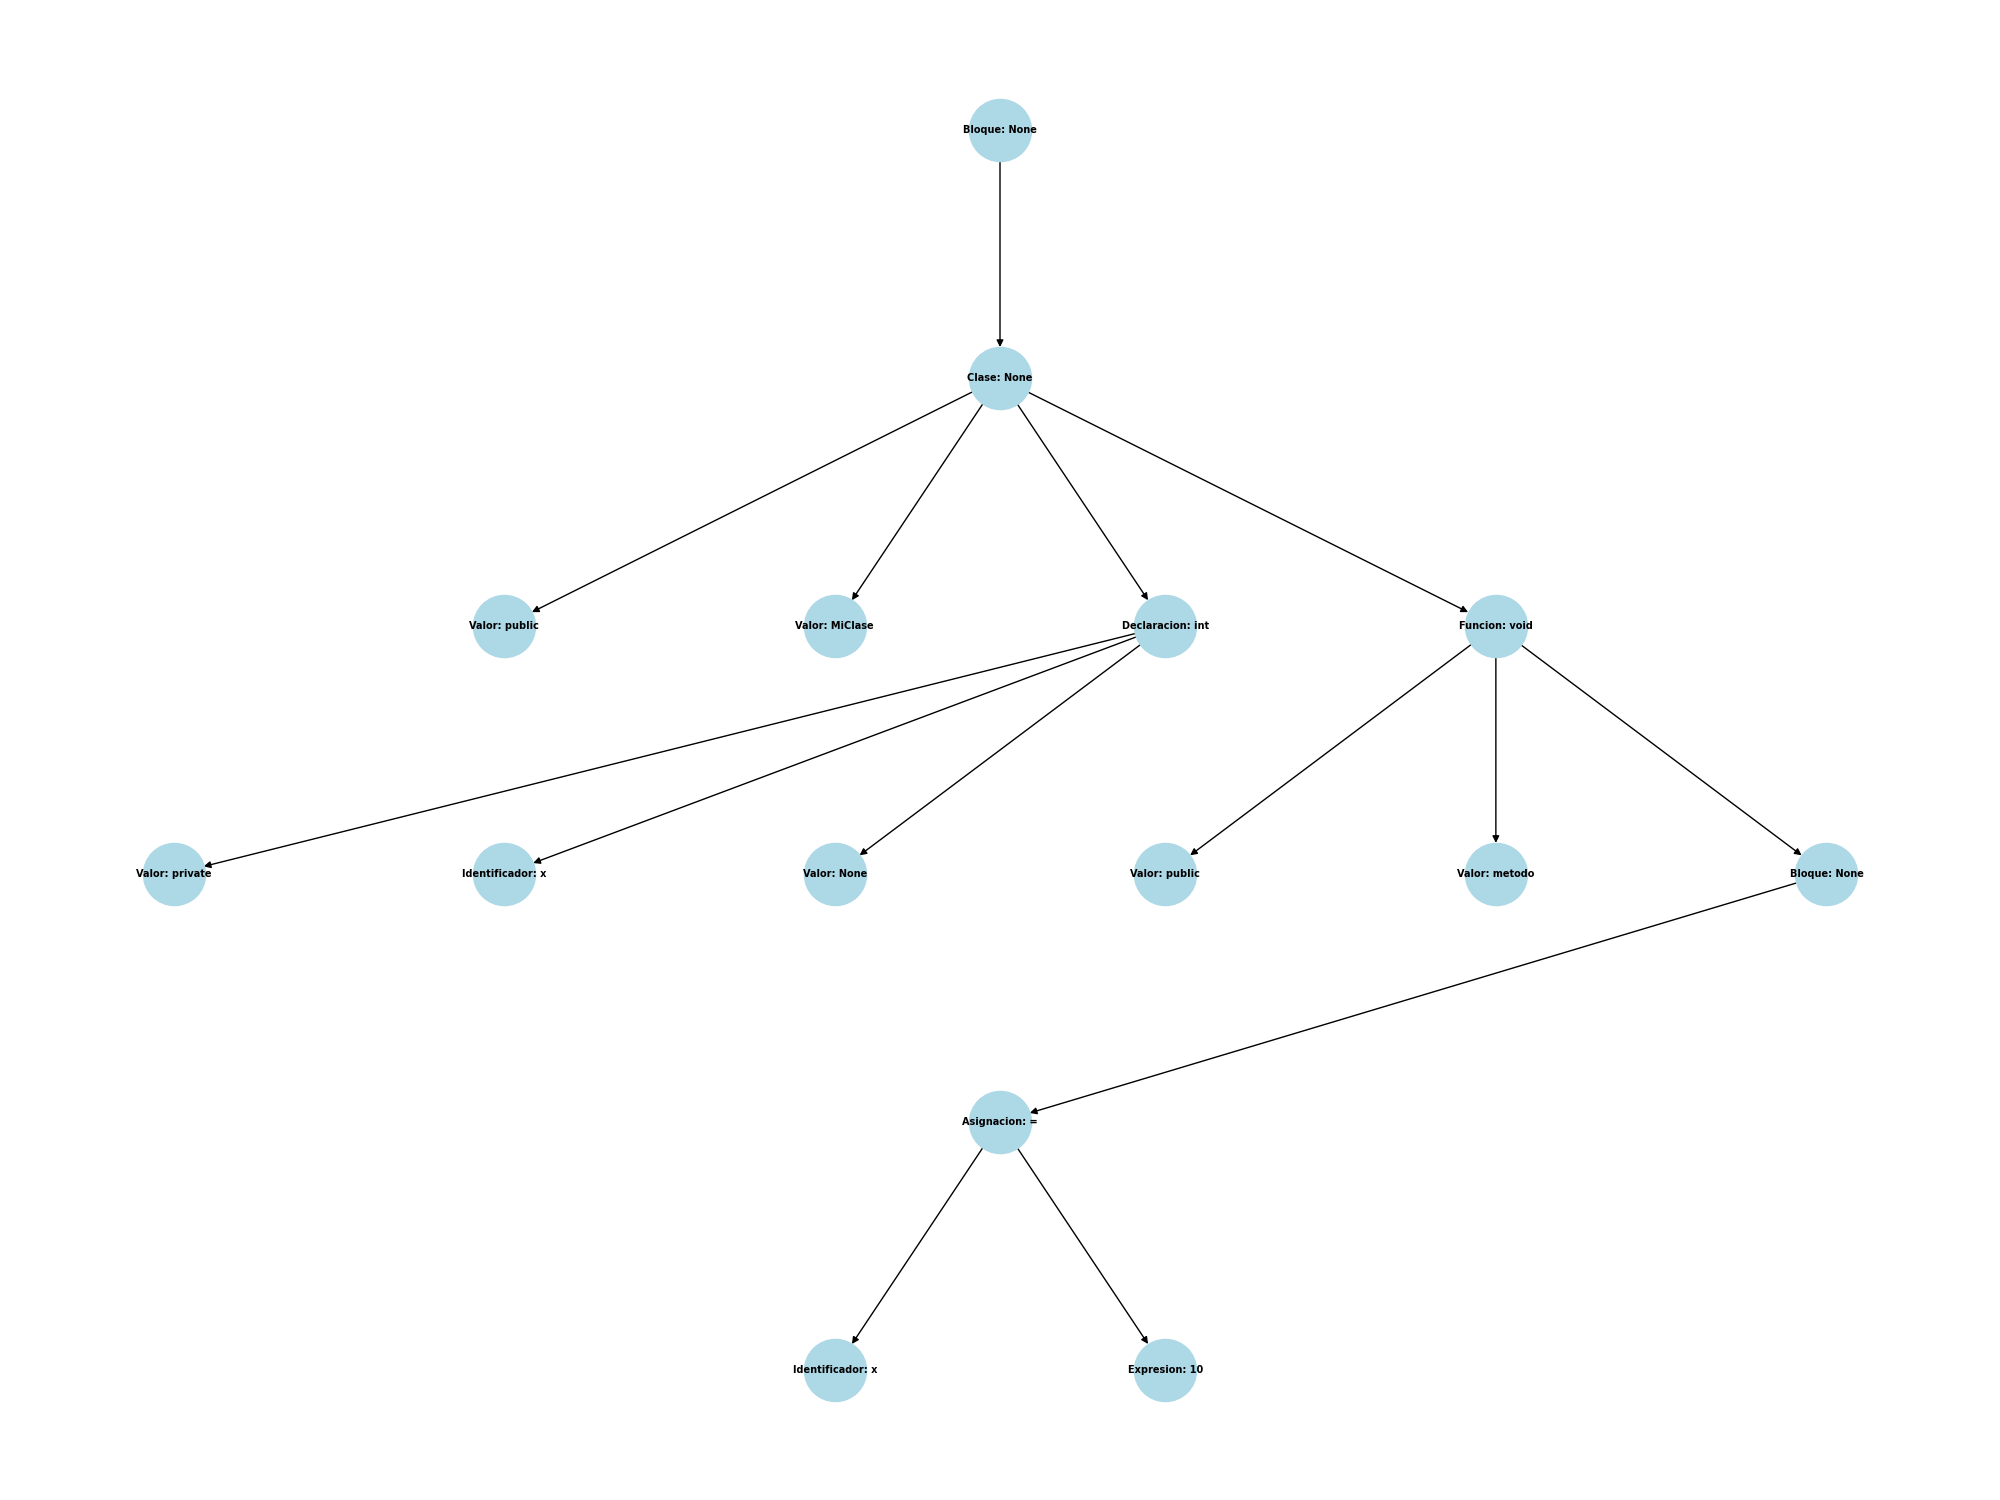 Bloque: None
Clase: None
Valor: public
Valor: MiClase
Declaracion: int
Funcion: void
Valor: private
Identificador: x
Valor: None
Valor: public
Valor: metodo
Bloque: None
Asignacion: =
Identificador: x
Expresion: 10